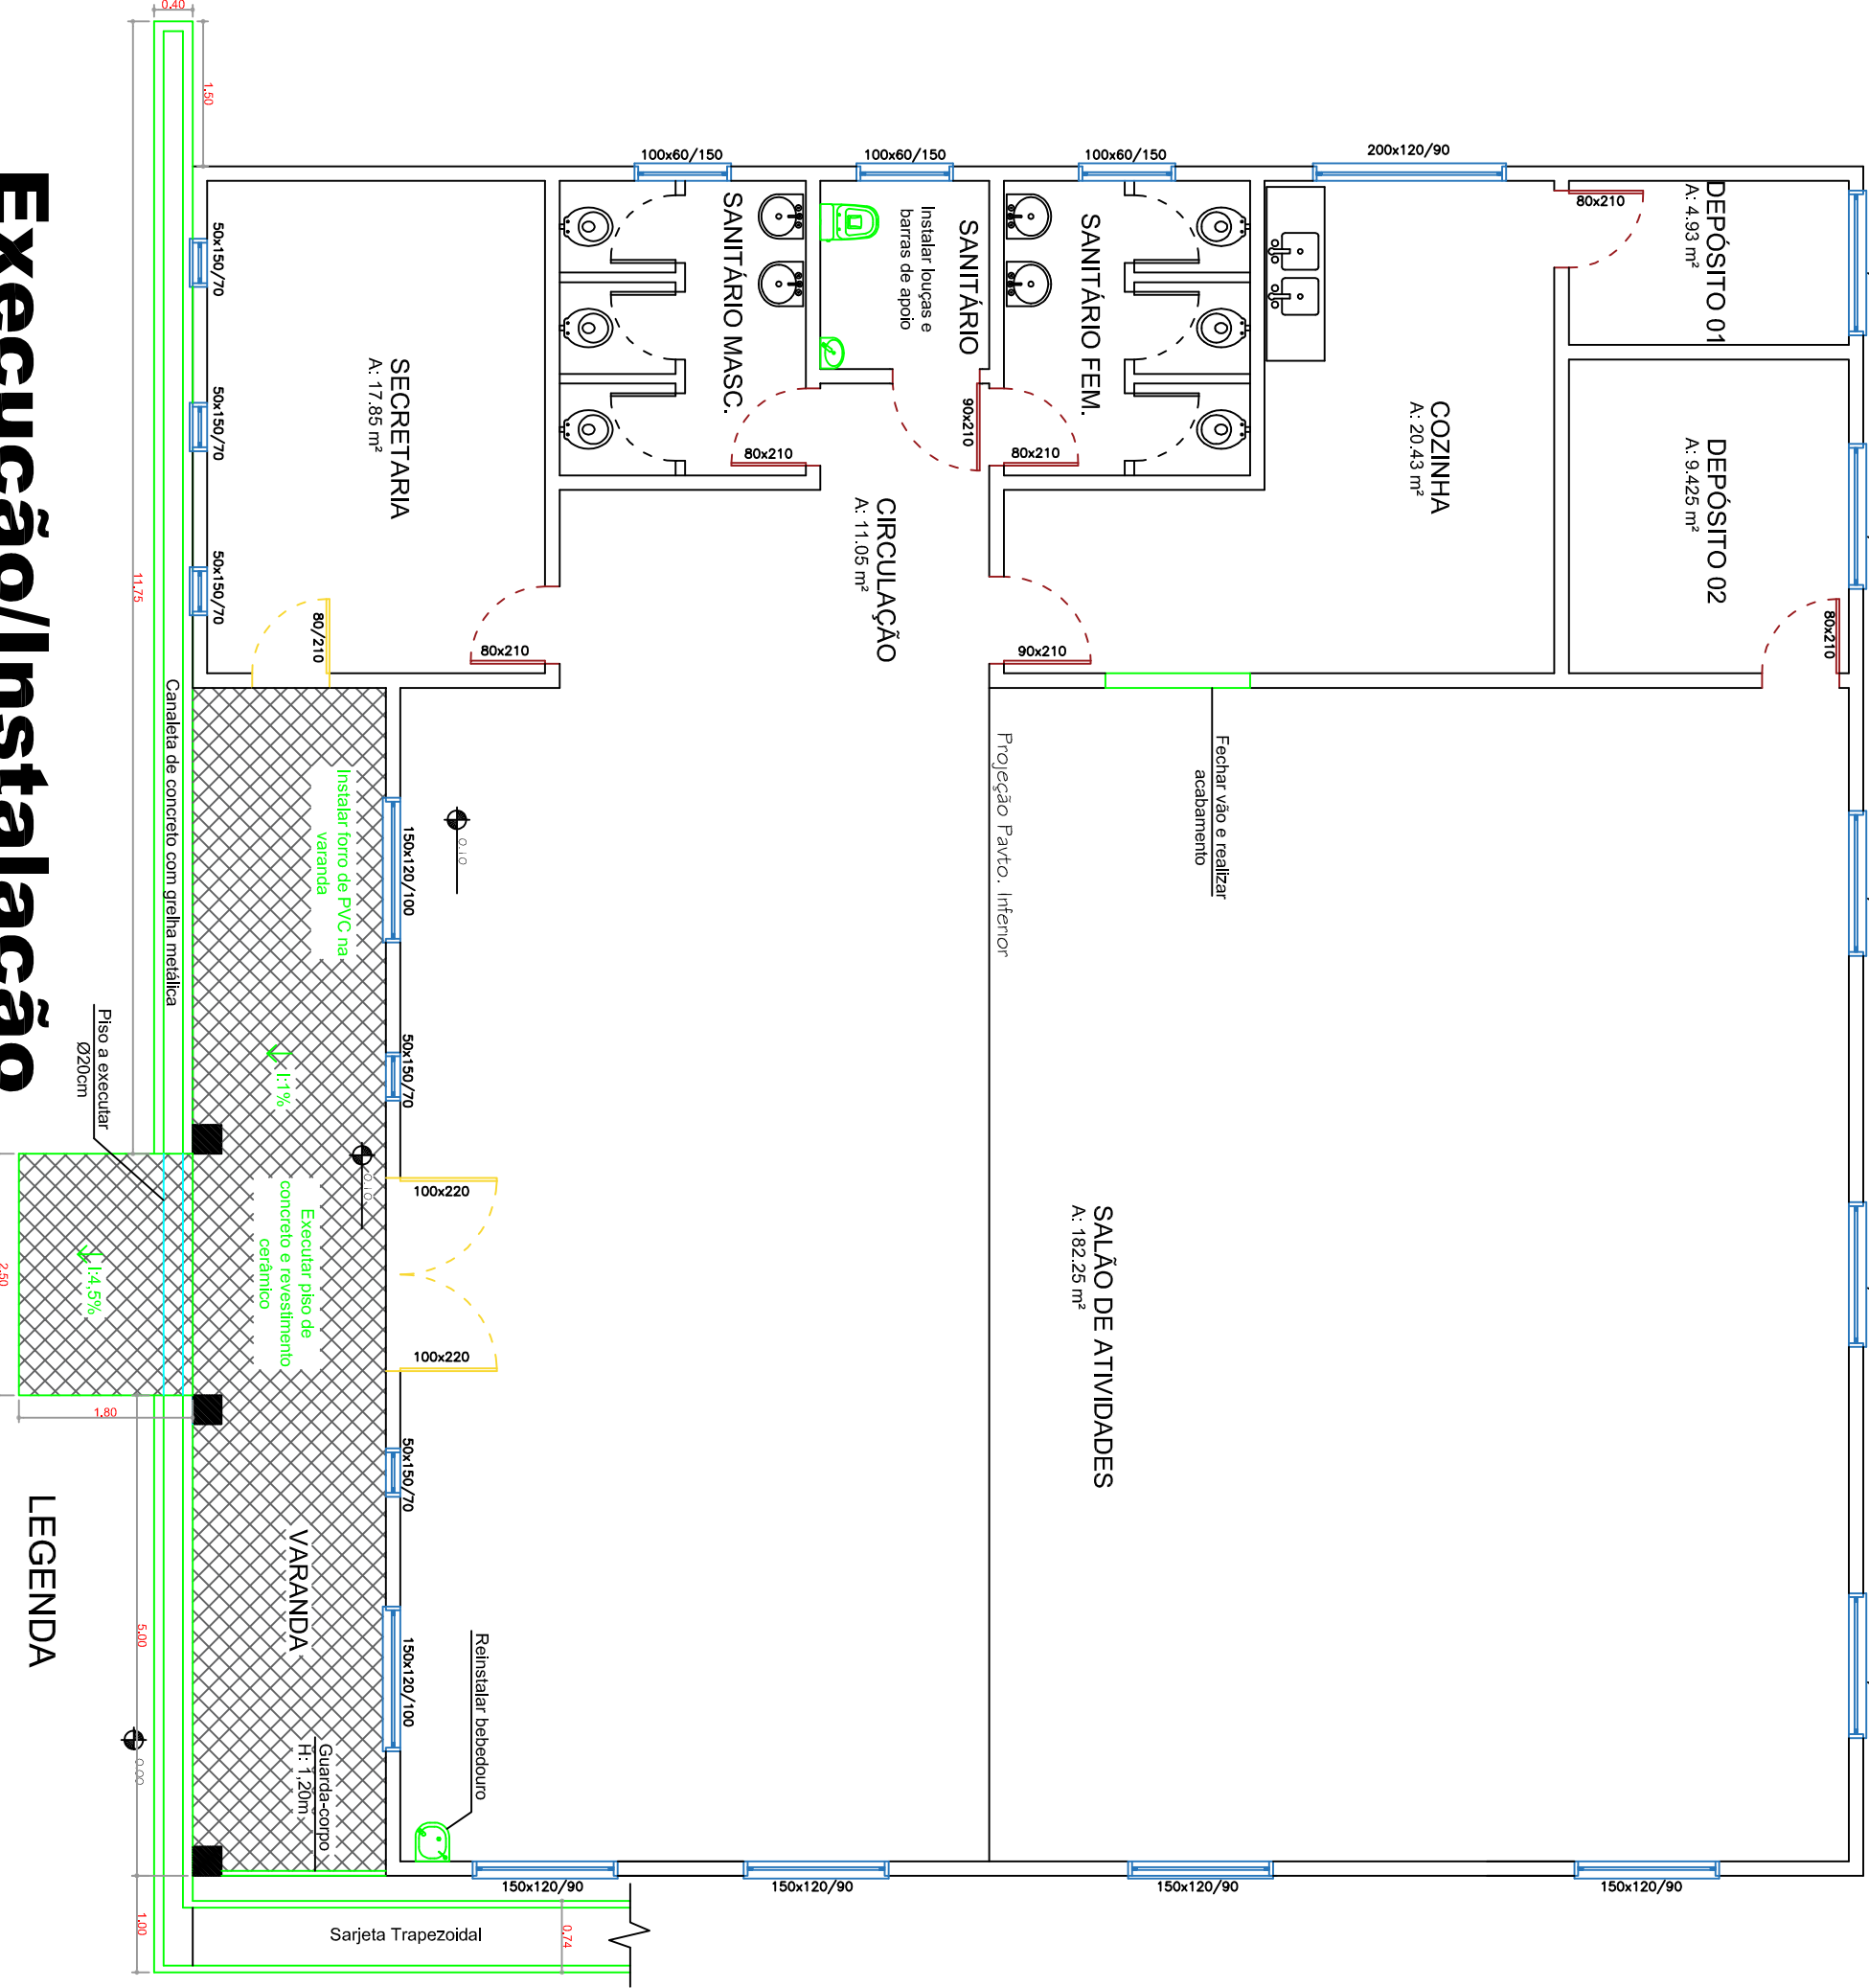 0.40
1.50
11.75
Execução/Instalação
100x60/150
100x60/150
100x60/150
200x120/90
80x210
DEPÓSITO 01
A: 4.93 m²
DEPÓSITO 02
A: 9.425 m²
80x210
COZINHA
A: 20.43 m²
SANITÁRIO FEM.
80x210
SANITÁRIO
Instalar louças e
barras de apoio
90x210
SANITÁRIO MASC.
80x210
SECRETARIA
A: 17.85 m²
50x150/70
50x150/70
50x150/70
80/210
80x210
CIRCULAÇÃO
A: 11.05 m²
90x210
Fechar vão e realizar
acabamento
Projeção Pavto. Inferior
SALÃO DE ATIVIDADES
A: 182.25 m²
0.10
150x120/100
50x150/70
100x220
100x220
50x150/70
150x120/100
Instalar forro de PVC na
varanda
I:1%
0.10
Executar piso de
concreto e revestimento
cerâmico
VARANDA
Guarda-corpo
H: 1,20m
Reinstalar bebedouro
Canaleta de concreto com grelha metálica
Piso a executar
Ø20cm
I:4,5%
2.50
1.80
5.00
0.00
1.00
LEGENDA
150x120/90
150x120/90
150x120/90
150x120/90
Sarjeta Trapezoidal
0.74